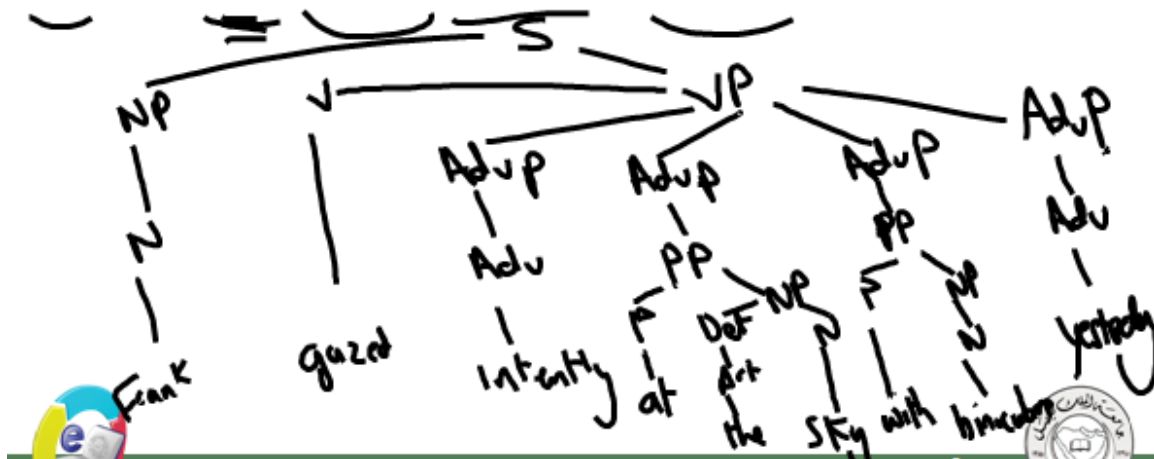 S
NP V VP AdvP
AdvP AdvP AdvP
N Adv PP PP Adv
P NP P NP
Det N N
Art
Frank gazed intently at the sky with binoculars yesterday
e